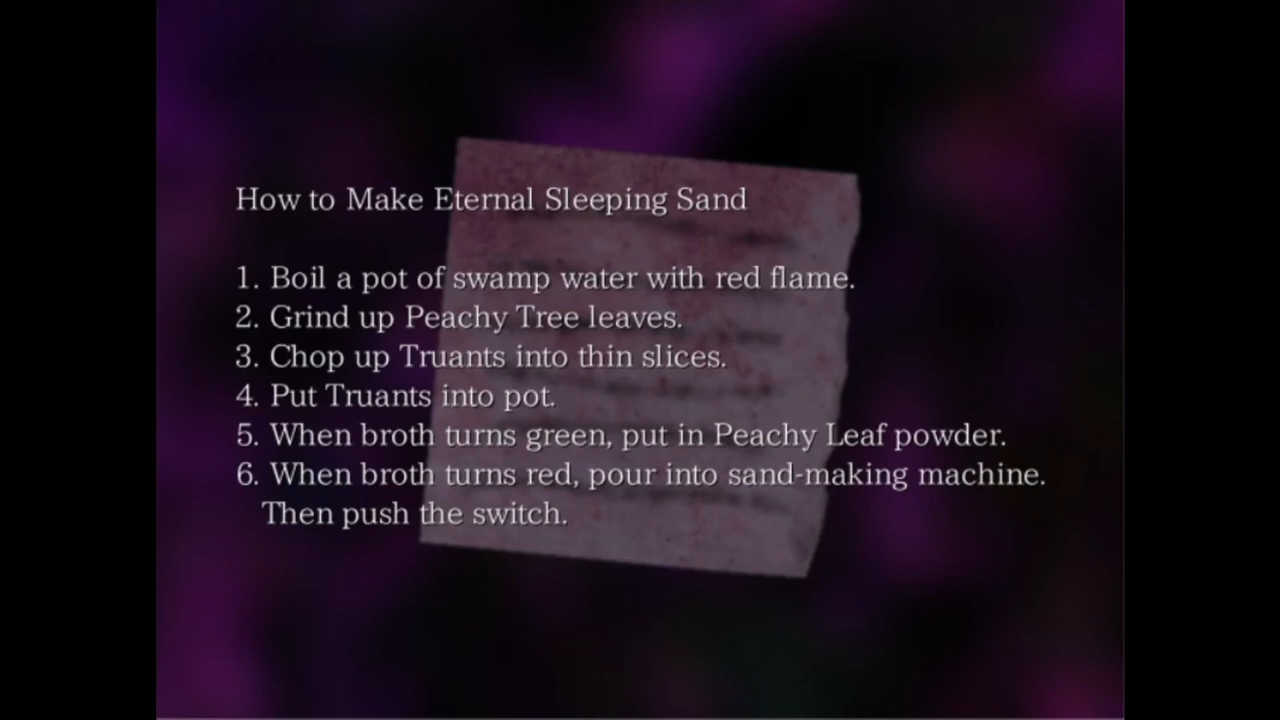 How to Make Eternal Sleeping Sand
1. Boil a pot of swamp water with red flame.
2. Grind up Peachy Tree leaves.
3. Chop up Truants into thin slices.
4. Put Truants into pot.
5. When broth turns green, put in Peachy Leaf powder.
6. When broth turns red, pour into sand-making machine.
Then push the switch.